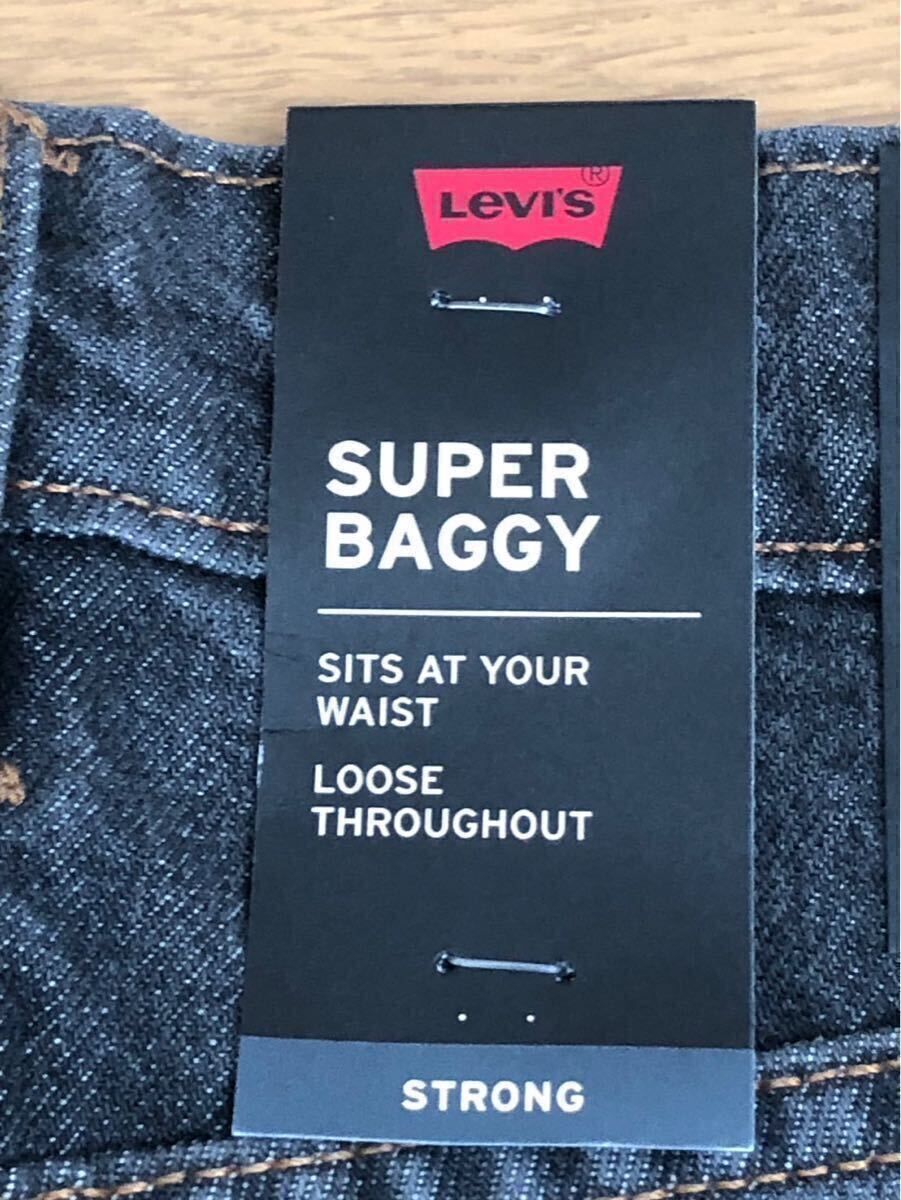 Levi's ®
SUPER
BAGGY
SITS AT YOUR
WAIST
LOOSE
THROUGHOUT
STRONG